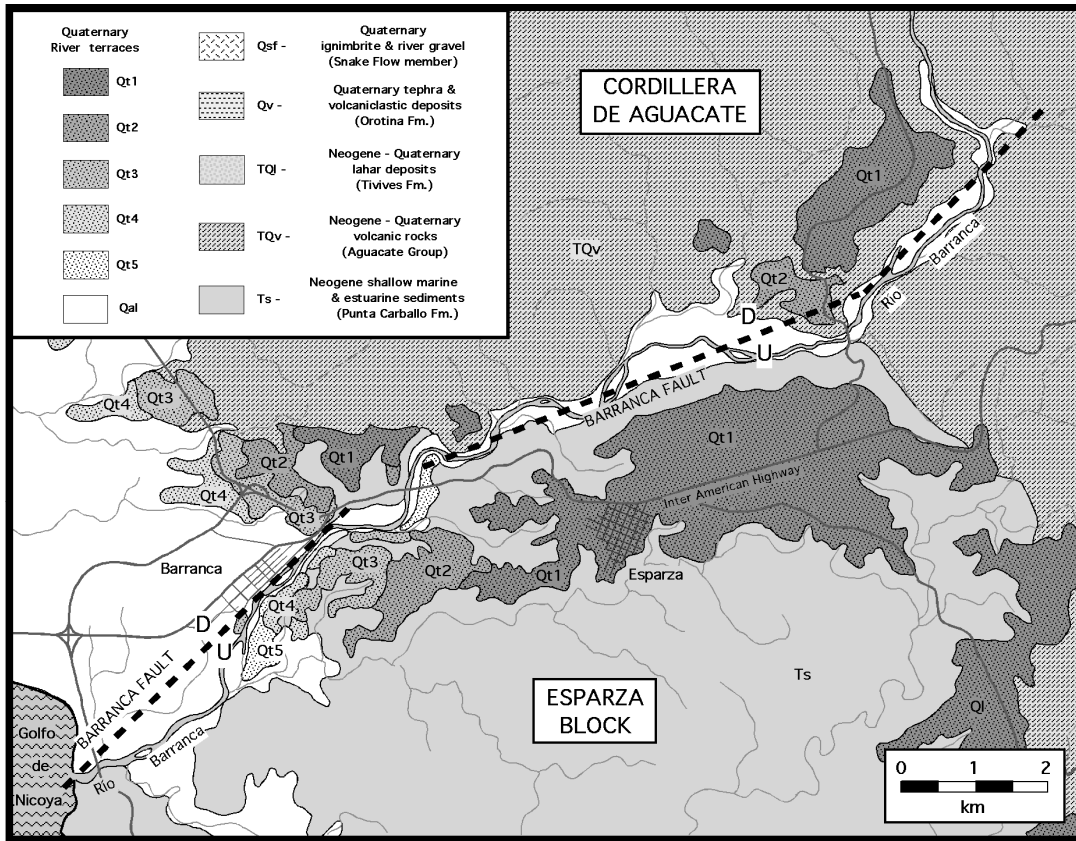 Quaternary
River terraces
Qt1
Qt2
Qt3
Qt4
Qt5
Qal
Qsf -
Quaternary
ignimbrite & river gravel
(Snake Flow member)
Qv -
Quaternary tephra &
volcaniclastic deposits
(Orotina Fm.)
TQl -
Neogene - Quaternary
lahar deposits
(Tivives Fm.)
TQv -
Neogene - Quaternary
volcanic rocks
(Aguacate Group)
Ts -
Neogene shallow marine
& estuarine sediments
(Punta Carballo Fm.)
CORDILLERA
DE AGUACATE
Qt1
TQv
Qt2
Barranca
Río
D
U
BARRANCA FAULT
Qt4
Qt3
Qt2
Qt1
Qt1
Qt4
Qt3
Inter American Highway
Barranca
Qt3
Qt2
Qt1
Esparza
Qt4
D
U
Qt5
BARRANCA FAULT
Ts
ESPARZA
BLOCK
Ql
Golfo
de
Nicoya
Río
Barranca
0 1 2
km